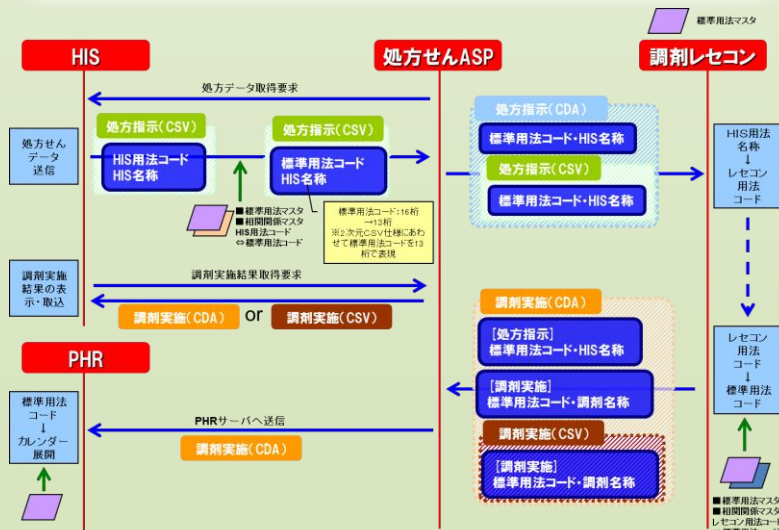 標準用法マスタ
HIS
処方せんASP
調剤レセコン
処方データ取得要求
処方せん
データ
送信
処方指示(CSV)
HIS用法コード
HIS名称
処方指示(CSV)
標準用法コード
HIS名称
■標準用法マスタ
■相関関係マスタ
HIS用法コード
⇔標準用法コード
標準用法コード:16桁
→13桁
※2次元CSV仕様にあわ
せて標準用法コードを13
桁で表現
処方指示(CDA)
標準用法コード・HIS名称
処方指示(CSV)
標準用法コード・HIS名称
HIS用法
名称
↓
レセコン
用法
コード
調剤実施
結果の表
示・取込
調剤実施結果取得要求
調剤実施(CDA)
or
調剤実施(CSV)
調剤実施(CDA)
[処方指示]
標準用法コード・HIS名称
[調剤実施]
標準用法コード・調剤名称
調剤実施(CSV)
[調剤実施]
標準用法コード・調剤名称
レセコン
用法
コード
↓
標準用法
コード
PHR
標準用法
コード
↓
カレンダー
展開
PHRサーバへ送信
調剤実施(CDA)
■標準用法マスタ
■相関関係マスタ
レセコン用法コード